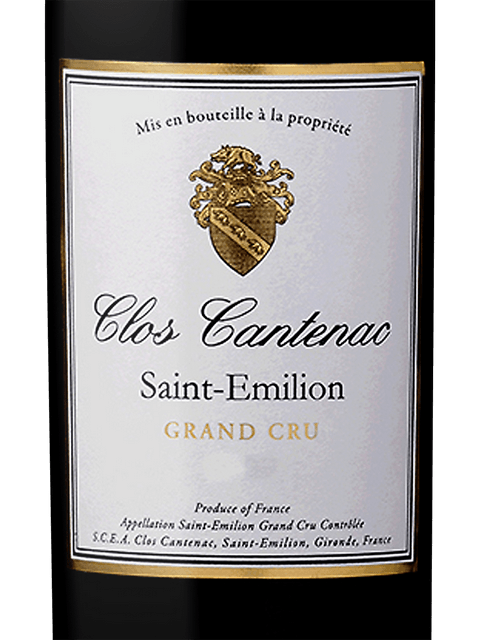 Mis en bouteille à la propriété
Clos Cantenac
Saint-Emilion
GRAND CRU
Produce of France
Appellation Saint-Emilion Grand Cru Contrôlée
S.C.E.A. Clos Cantenac, Saint-Emilion, Gironde, France